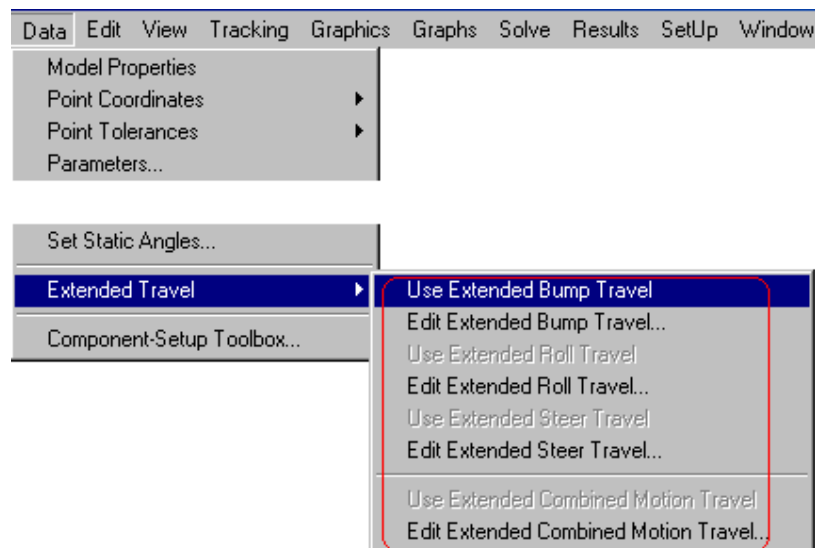 Data Edit View Tracking Graphics Graphs Solve Results SetUp Window
Model Properties
Point Coordinates
Point Tolerances
Parameters...
Set Static Angles...
Extended Travel
Component-Setup Toolbox...
Use Extended Bump Travel
Edit Extended Bump Travel...
Use Extended Roll Travel
Edit Extended Roll Travel...
Use Extended Steer Travel
Edit Extended Steer Travel...
Use Extended Combined Motion Travel
Edit Extended Combined Motion Travel...